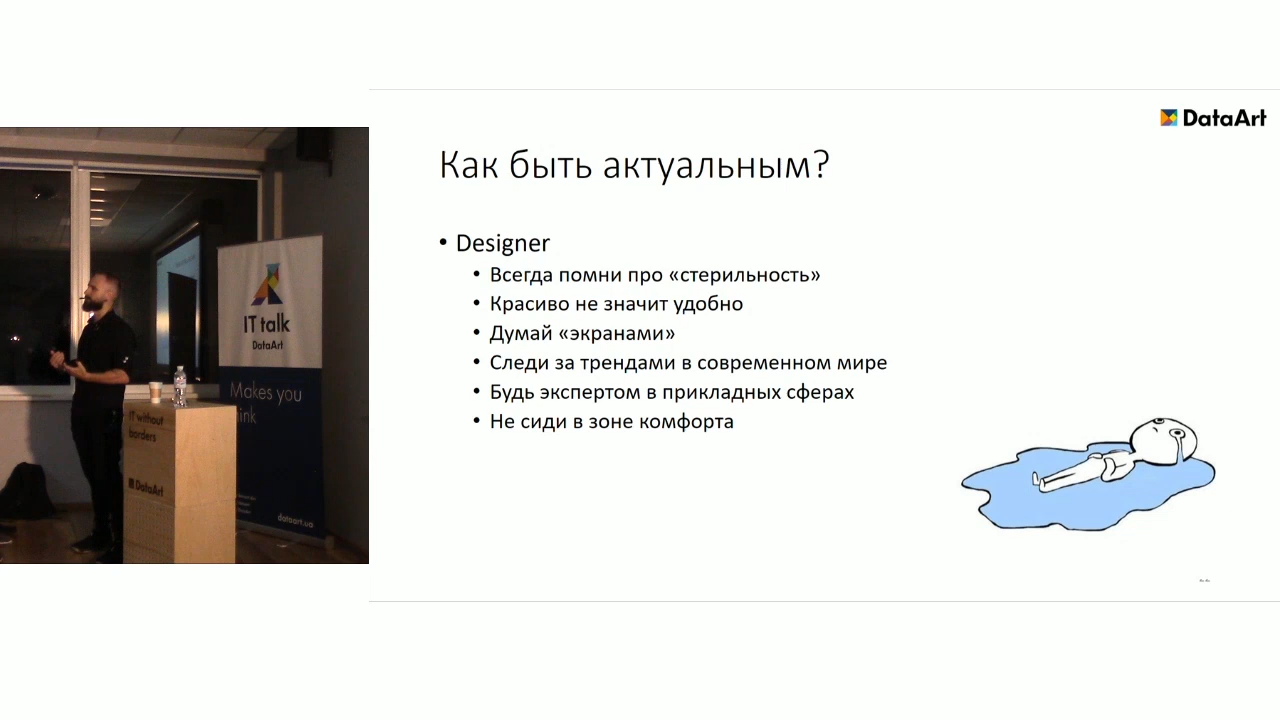 DataArt
Как быть актуальным?
• Designer
• Всегда помни про «стерильность»
• Красиво не значит удобно
• Думай «экранами»
• Следи за трендами в современном мире
• Будь экспертом в прикладных сферах
• Не сиди в зоне комфорта
IT talk
DataArt
Makes you
ink
dataart.ua
IT without
borders
DataArt